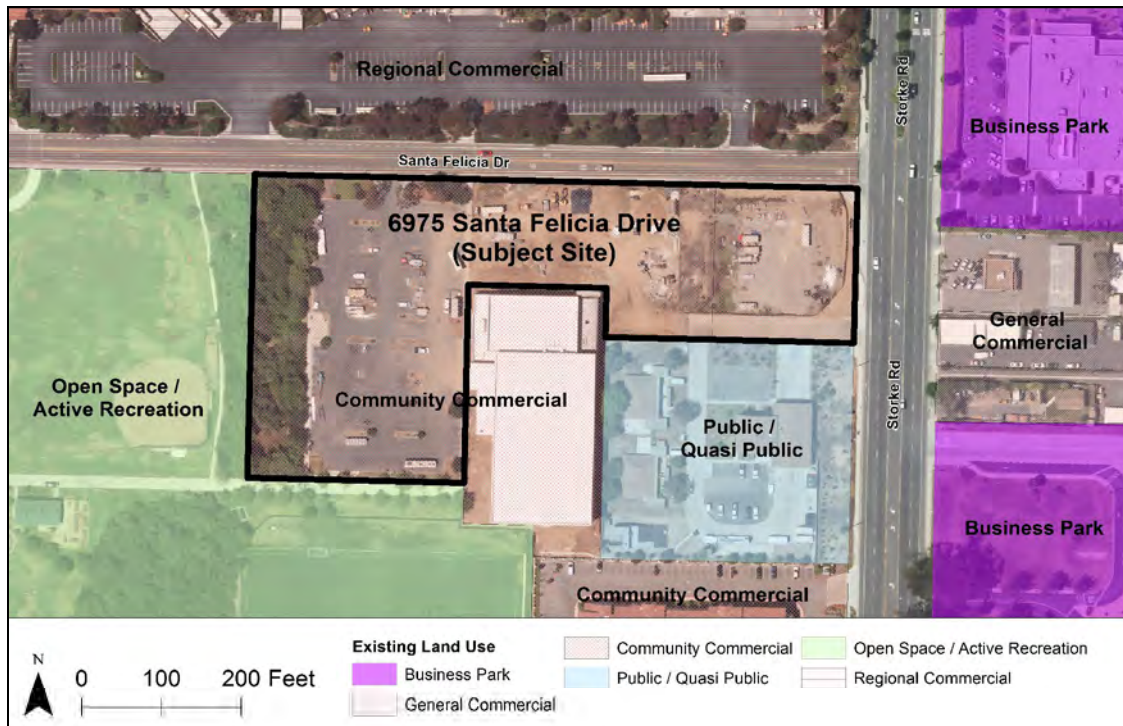 Regional Commercial
Storke Rd
Business Park
Santa Felicia Dr
6975 Santa Felicia Drive
(Subject Site)
General
Commercial
Open Space /
Active Recreation
Community Commercial
Storke Rd
Public /
Quasi Public
Business Park
Community Commercial
N
0 100 200 Feet
Existing Land Use
Business Park
General Commercial
Community Commercial
Public / Quasi Public
Open Space / Active Recreation
Regional Commercial